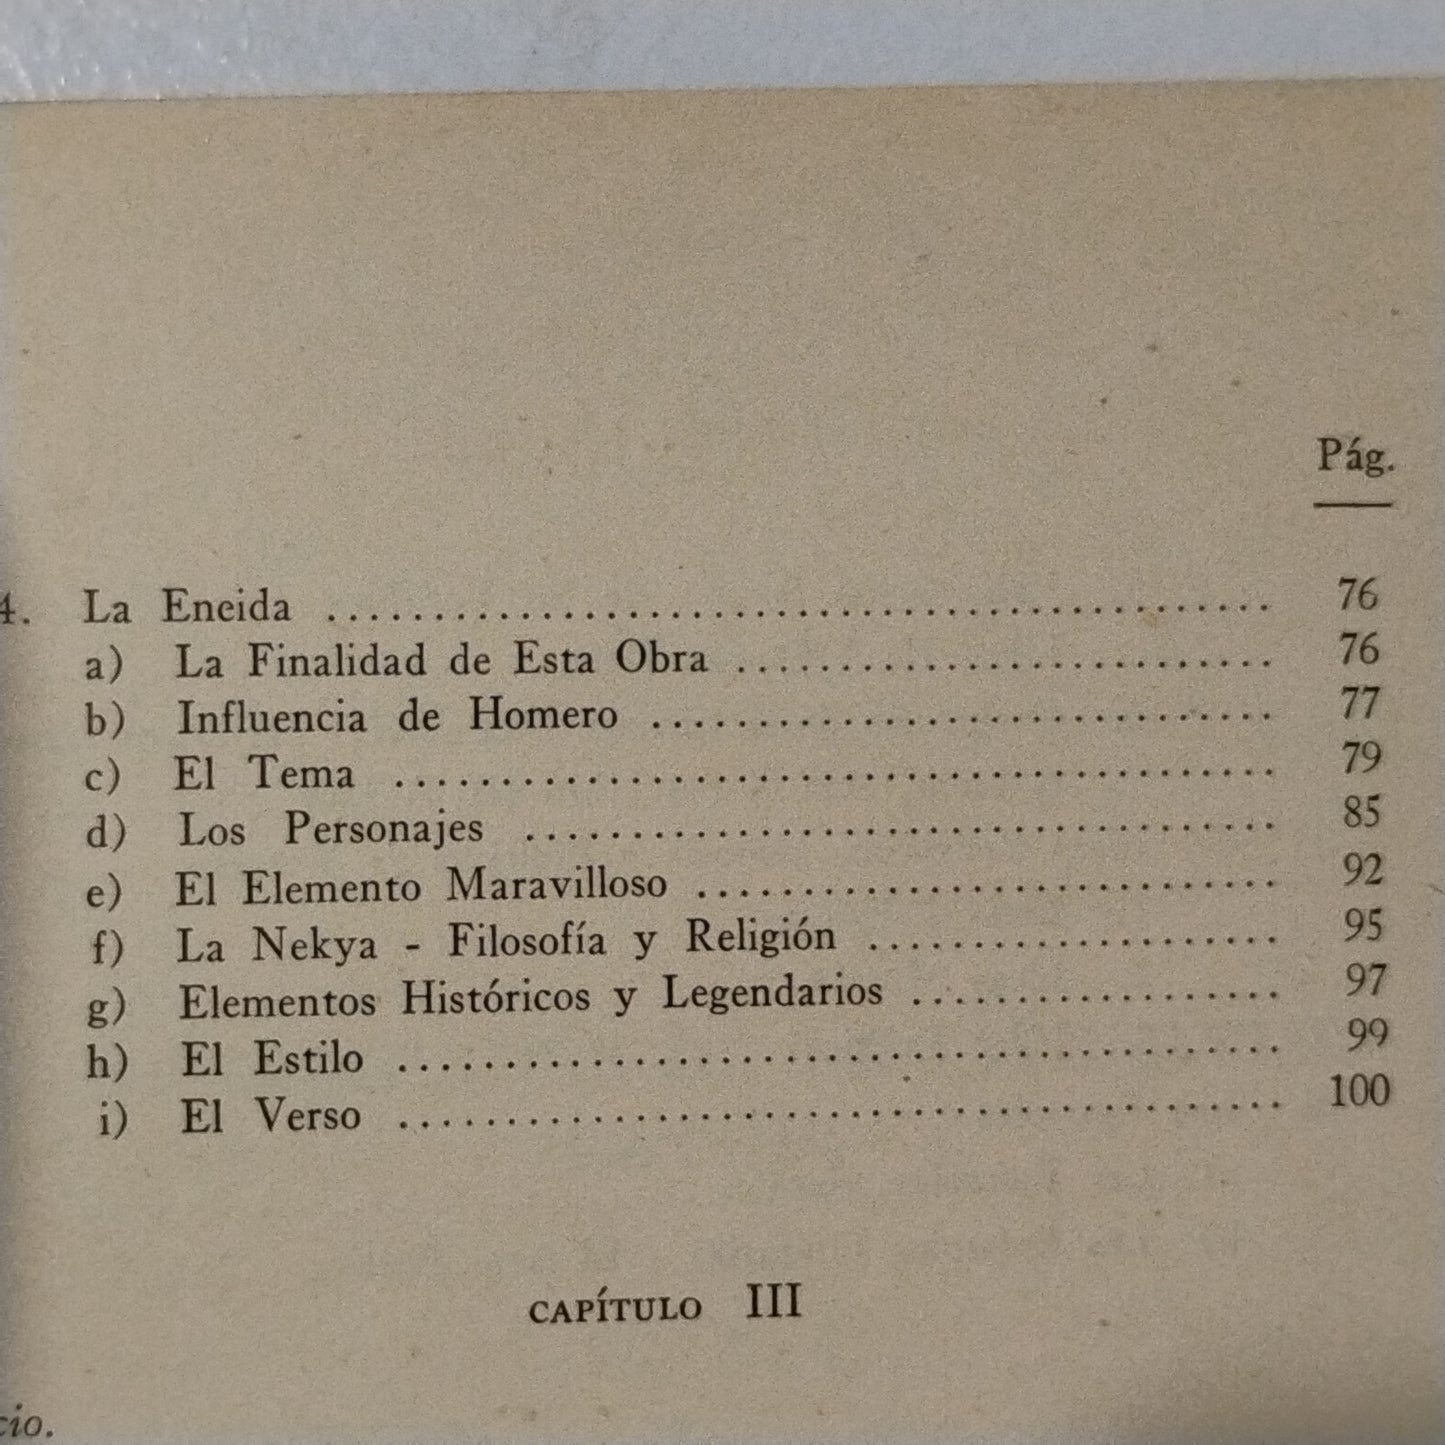 Pág.
4. La Eneida ........................................ 76
a) La Finalidad de Esta Obra ........................ 76
b) Influencia de Homero ............................. 77
c) El Tema .......................................... 79
d) Los Personajes ................................... 85
e) El Elemento Maravilloso .......................... 92
f) La Nekya - Filosofía y Religión .................. 95
g) Elementos Históricos y Legendarios ............... 97
h) El Estilo ........................................ 99
i) El Verso ......................................... 100
CAPÍTULO III